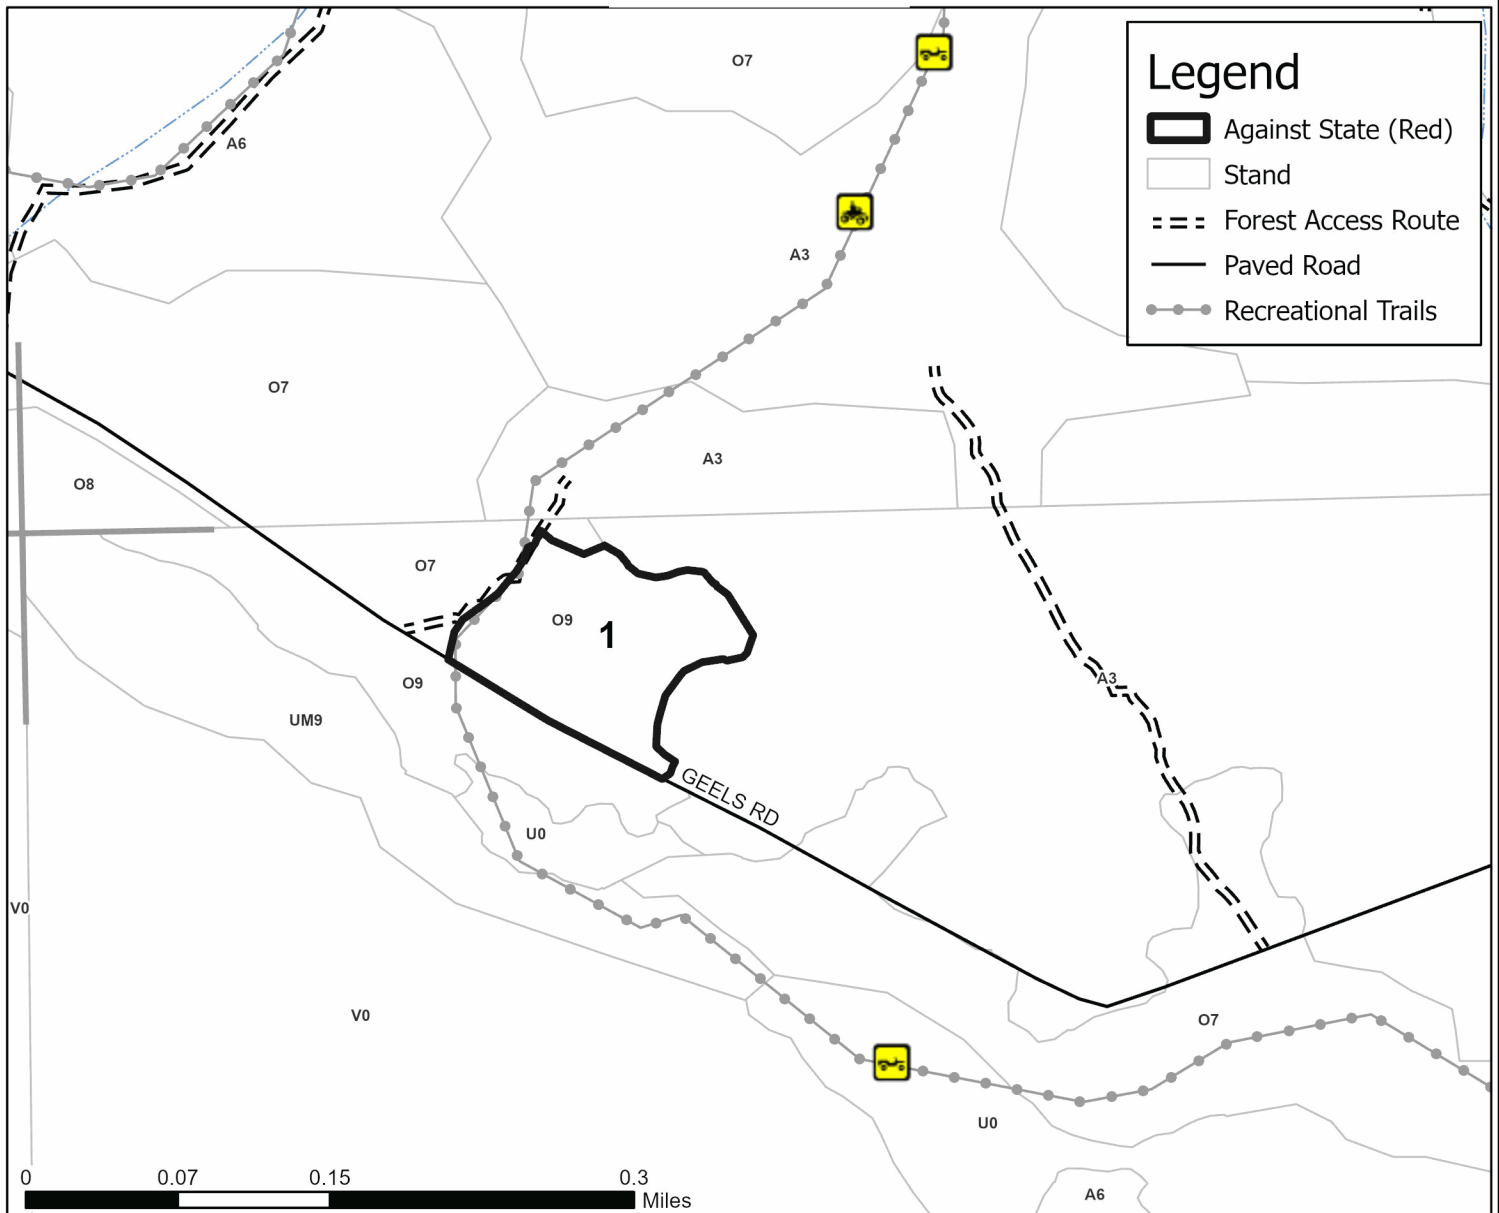 O7
Legend
A6
Against State (Red)
Stand
Forest Access Route
A3
Paved Road
Recreational Trails
O7
A3
O8
O7
O9
1
A3
O9
UM9
GEELS RD
U0
V0
V0
O7
U0
0 0.07 0.15 0.3
A6
Miles